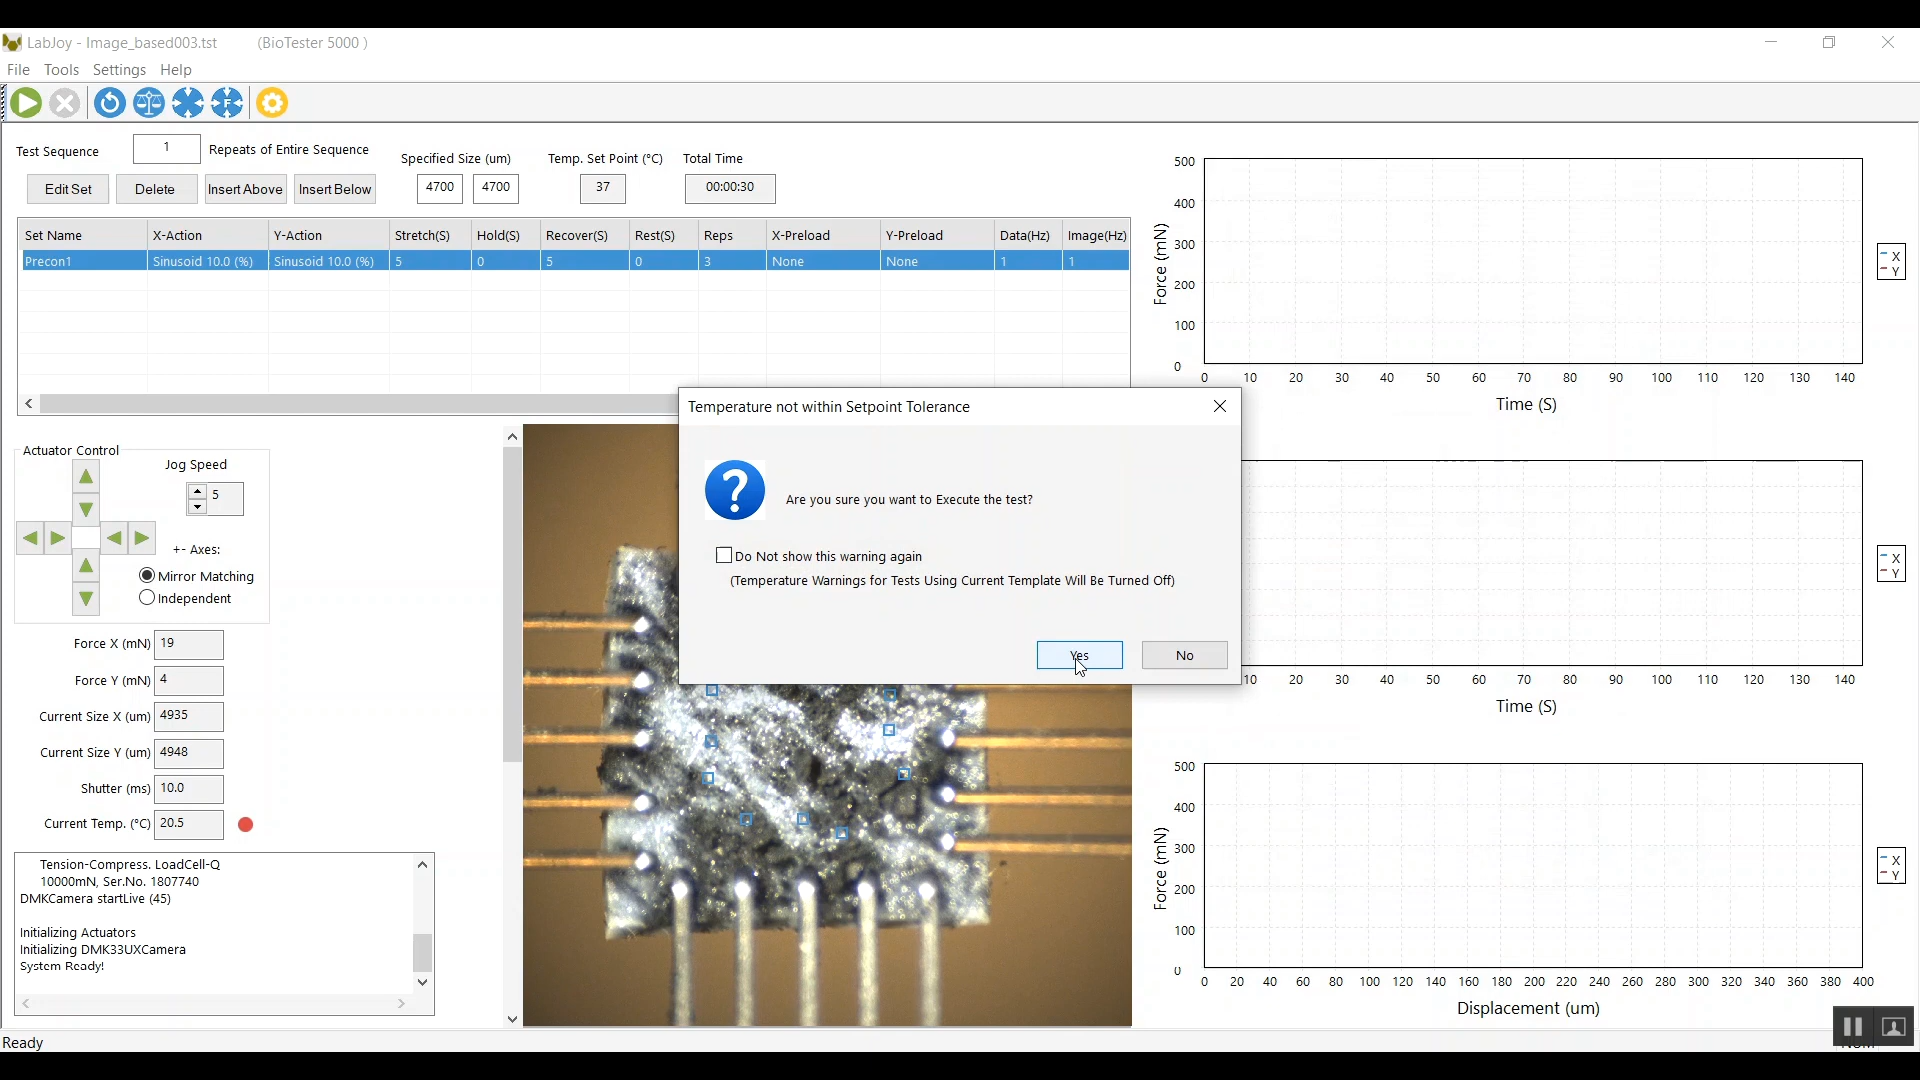 LabJoy - Image_based003.tst (BioTester 5000 )
File Tools Settings Help
F
Test Sequence 1 Repeats of Entire Sequence
Specified Size (um) Temp. Set Point (°C) Total Time
Edit Set Delete Insert Above Insert Below 4700 4700 37 00:00:30
Set Name X-Action Y-Action Stretch(S) Hold(S) Recover(S) Rest(S) Reps X-Preload Y-Preload Data(Hz) Image(Hz)
Precon1 Sinusoid 10.0 (%) Sinusoid 10.0 (%) 5 0 5 0 3 None None 1 1
Actuator Control
Jog Speed
5
+- Axes:
Mirror Matching
Independent
Force X (mN) 19
Force Y (mN) 4
Current Size X (um) 4935
Current Size Y (um) 4948
Shutter (ms) 10.0
Current Temp. (°C) 20.5
Tension-Compress. LoadCell-Q
10000mN, Ser.No. 1807740
DMKCamera startLive (45)
Initializing Actuators
Initializing DMK33UXCamera
System Ready!
Ready
Temperature not within Setpoint Tolerance
?
Are you sure you want to Execute the test?
Do Not show this warning again
(Temperature Warnings for Tests Using Current Template Will Be Turned Off)
Yes No
500
400
300
200
100
0
Force (mN)
0 10 20 30 40 50 60 70 80 90 100 110 120 130 140
Time (S)
X
Y
10 20 30 40 50 60 70 80 90 100 110 120 130 140
Time (S)
X
Y
500
400
300
200
100
0
Force (mN)
0 20 40 60 80 100 120 140 160 180 200 220 240 260 280 300 320 340 360 380 400
Displacement (um)
X
Y